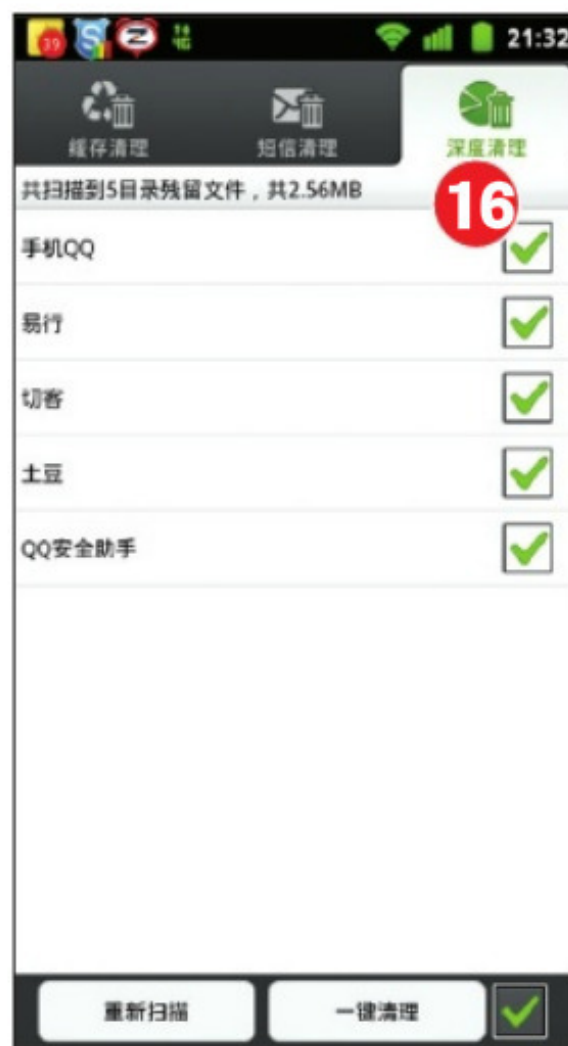 39 S Z 4G 21:32
缓存清理 短信清理 深度清理
共扫描到5目录残留文件，共2.56MB
16
手机QQ
易行
切客
土豆
QQ安全助手
重新扫描 一键清理